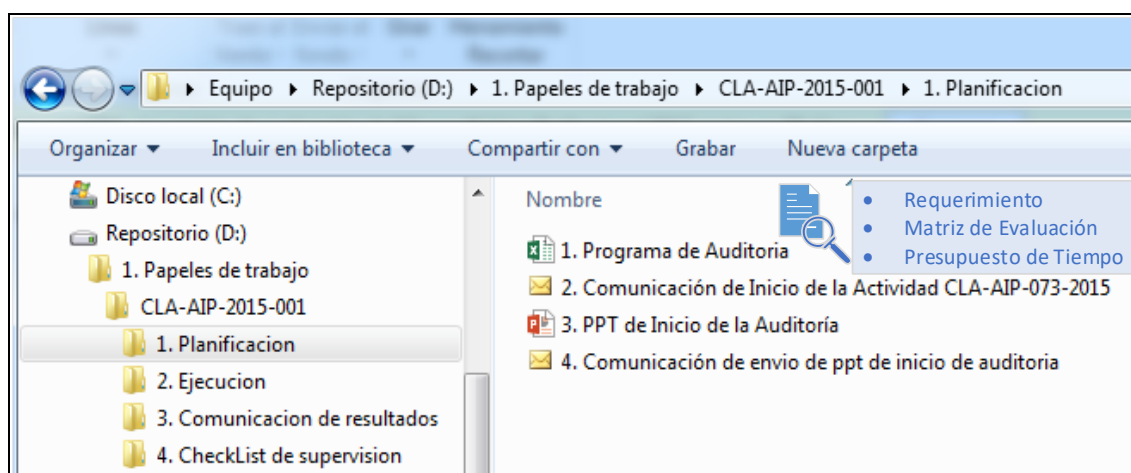 Equipo ▸ Repositorio (D:) ▸ 1. Papeles de trabajo ▸ CLA-AIP-2015-001 ▸ 1. Planificacion
Organizar Incluir en biblioteca Compartir con Grabar Nueva carpeta
Disco local (C:)
Repositorio (D:)
1. Papeles de trabajo
CLA-AIP-2015-001
1. Planificacion
2. Ejecucion
3. Comunicacion de resultados
4. CheckList de supervision
Nombre
1. Programa de Auditoria
2. Comunicación de Inicio de la Actividad CLA-AIP-073-2015
3. PPT de Inicio de la Auditoría
4. Comunicación de envio de ppt de inicio de auditoria
• Requerimiento
• Matriz de Evaluación
• Presupuesto de Tiempo